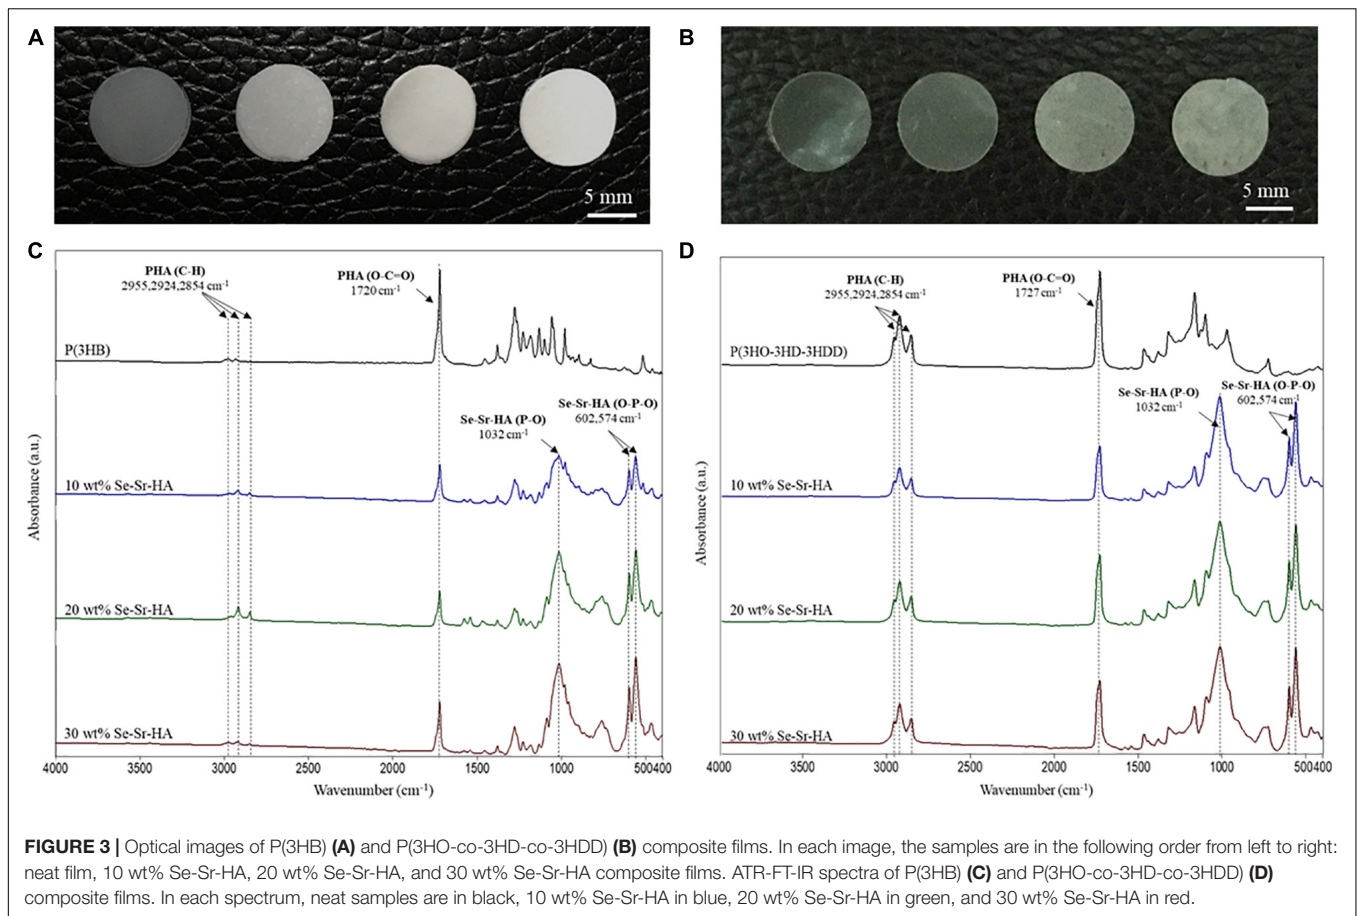 A
B
5 mm
5 mm
C
D
PHA (C-H)
2955,2924,2854 cm-1
PHA (O-C=O)
1720 cm-1
P(3HB)
Se-Sr-HA (P-O)
1032 cm-1
Se-Sr-HA (O-P-O)
602,574 cm-1
10 wt% Se-Sr-HA
20 wt% Se-Sr-HA
30 wt% Se-Sr-HA
Absorbance (a.u.)
4000 3500 3000 2500 2000 1500 1000 500 400
Wavenumber (cm-1)
PHA (C-H)
2955,2924,2854 cm-1
PHA (O-C=O)
1727 cm-1
P(3HO-3HD-3HDD)
Se-Sr-HA (P-O)
1032 cm-1
Se-Sr-HA (O-P-O)
602,574 cm-1
10 wt% Se-Sr-HA
20 wt% Se-Sr-HA
30 wt% Se-Sr-HA
Absorbance (a.u.)
4000 3500 3000 2500 2000 1500 1000 500 400
Wavenumber (cm-1)
FIGURE 3 | Optical images of P(3HB) (A) and P(3HO-co-3HD-co-3HDD) (B) composite films. In each image, the samples are in the following order from left to right:
neat film, 10 wt% Se-Sr-HA, 20 wt% Se-Sr-HA, and 30 wt% Se-Sr-HA composite films. ATR-FT-IR spectra of P(3HB) (C) and P(3HO-co-3HD-co-3HDD) (D)
composite films. In each spectrum, neat samples are in black, 10 wt% Se-Sr-HA in blue, 20 wt% Se-Sr-HA in green, and 30 wt% Se-Sr-HA in red.